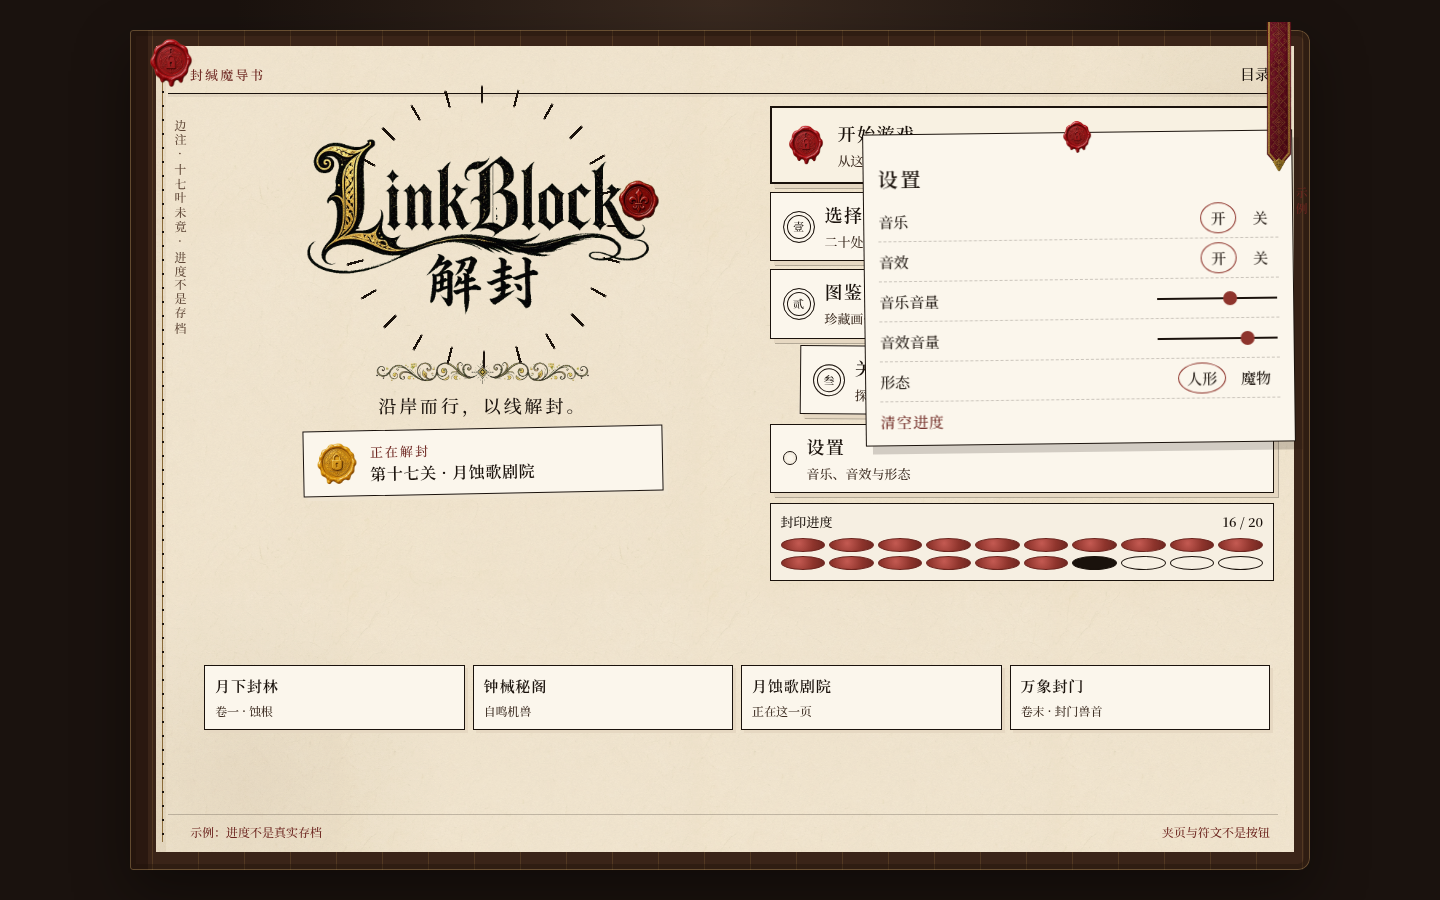 封缄魔导书
目录
边注·十七叶未竟·进度不是存档
LinkBlock
解封
沿岸而行，以线解封。
正在解封
第十七关·月蚀歌剧院
开始游戏
从这
壹
选择
二十处
贰
图鉴
珍藏画
叁
关
探
设置
音乐
开 关
音效
开 关
音乐音量
音效音量
形态
人形 魔物
清空进度
设置
音乐、音效与形态
封印进度
16 / 20
月下封林
卷一·蚀根
钟械秘阁
自鸣机兽
月蚀歌剧院
正在这一页
万象封门
卷末·封门兽首
示例：进度不是真实存档
夹页与符文不是按钮